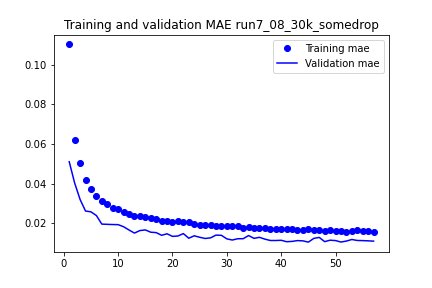 Training and validation MAE run7_08_30k_somedrop
Training mae
Validation mae
0.10
0.08
0.06
0.04
0.02
0 10 20 30 40 50